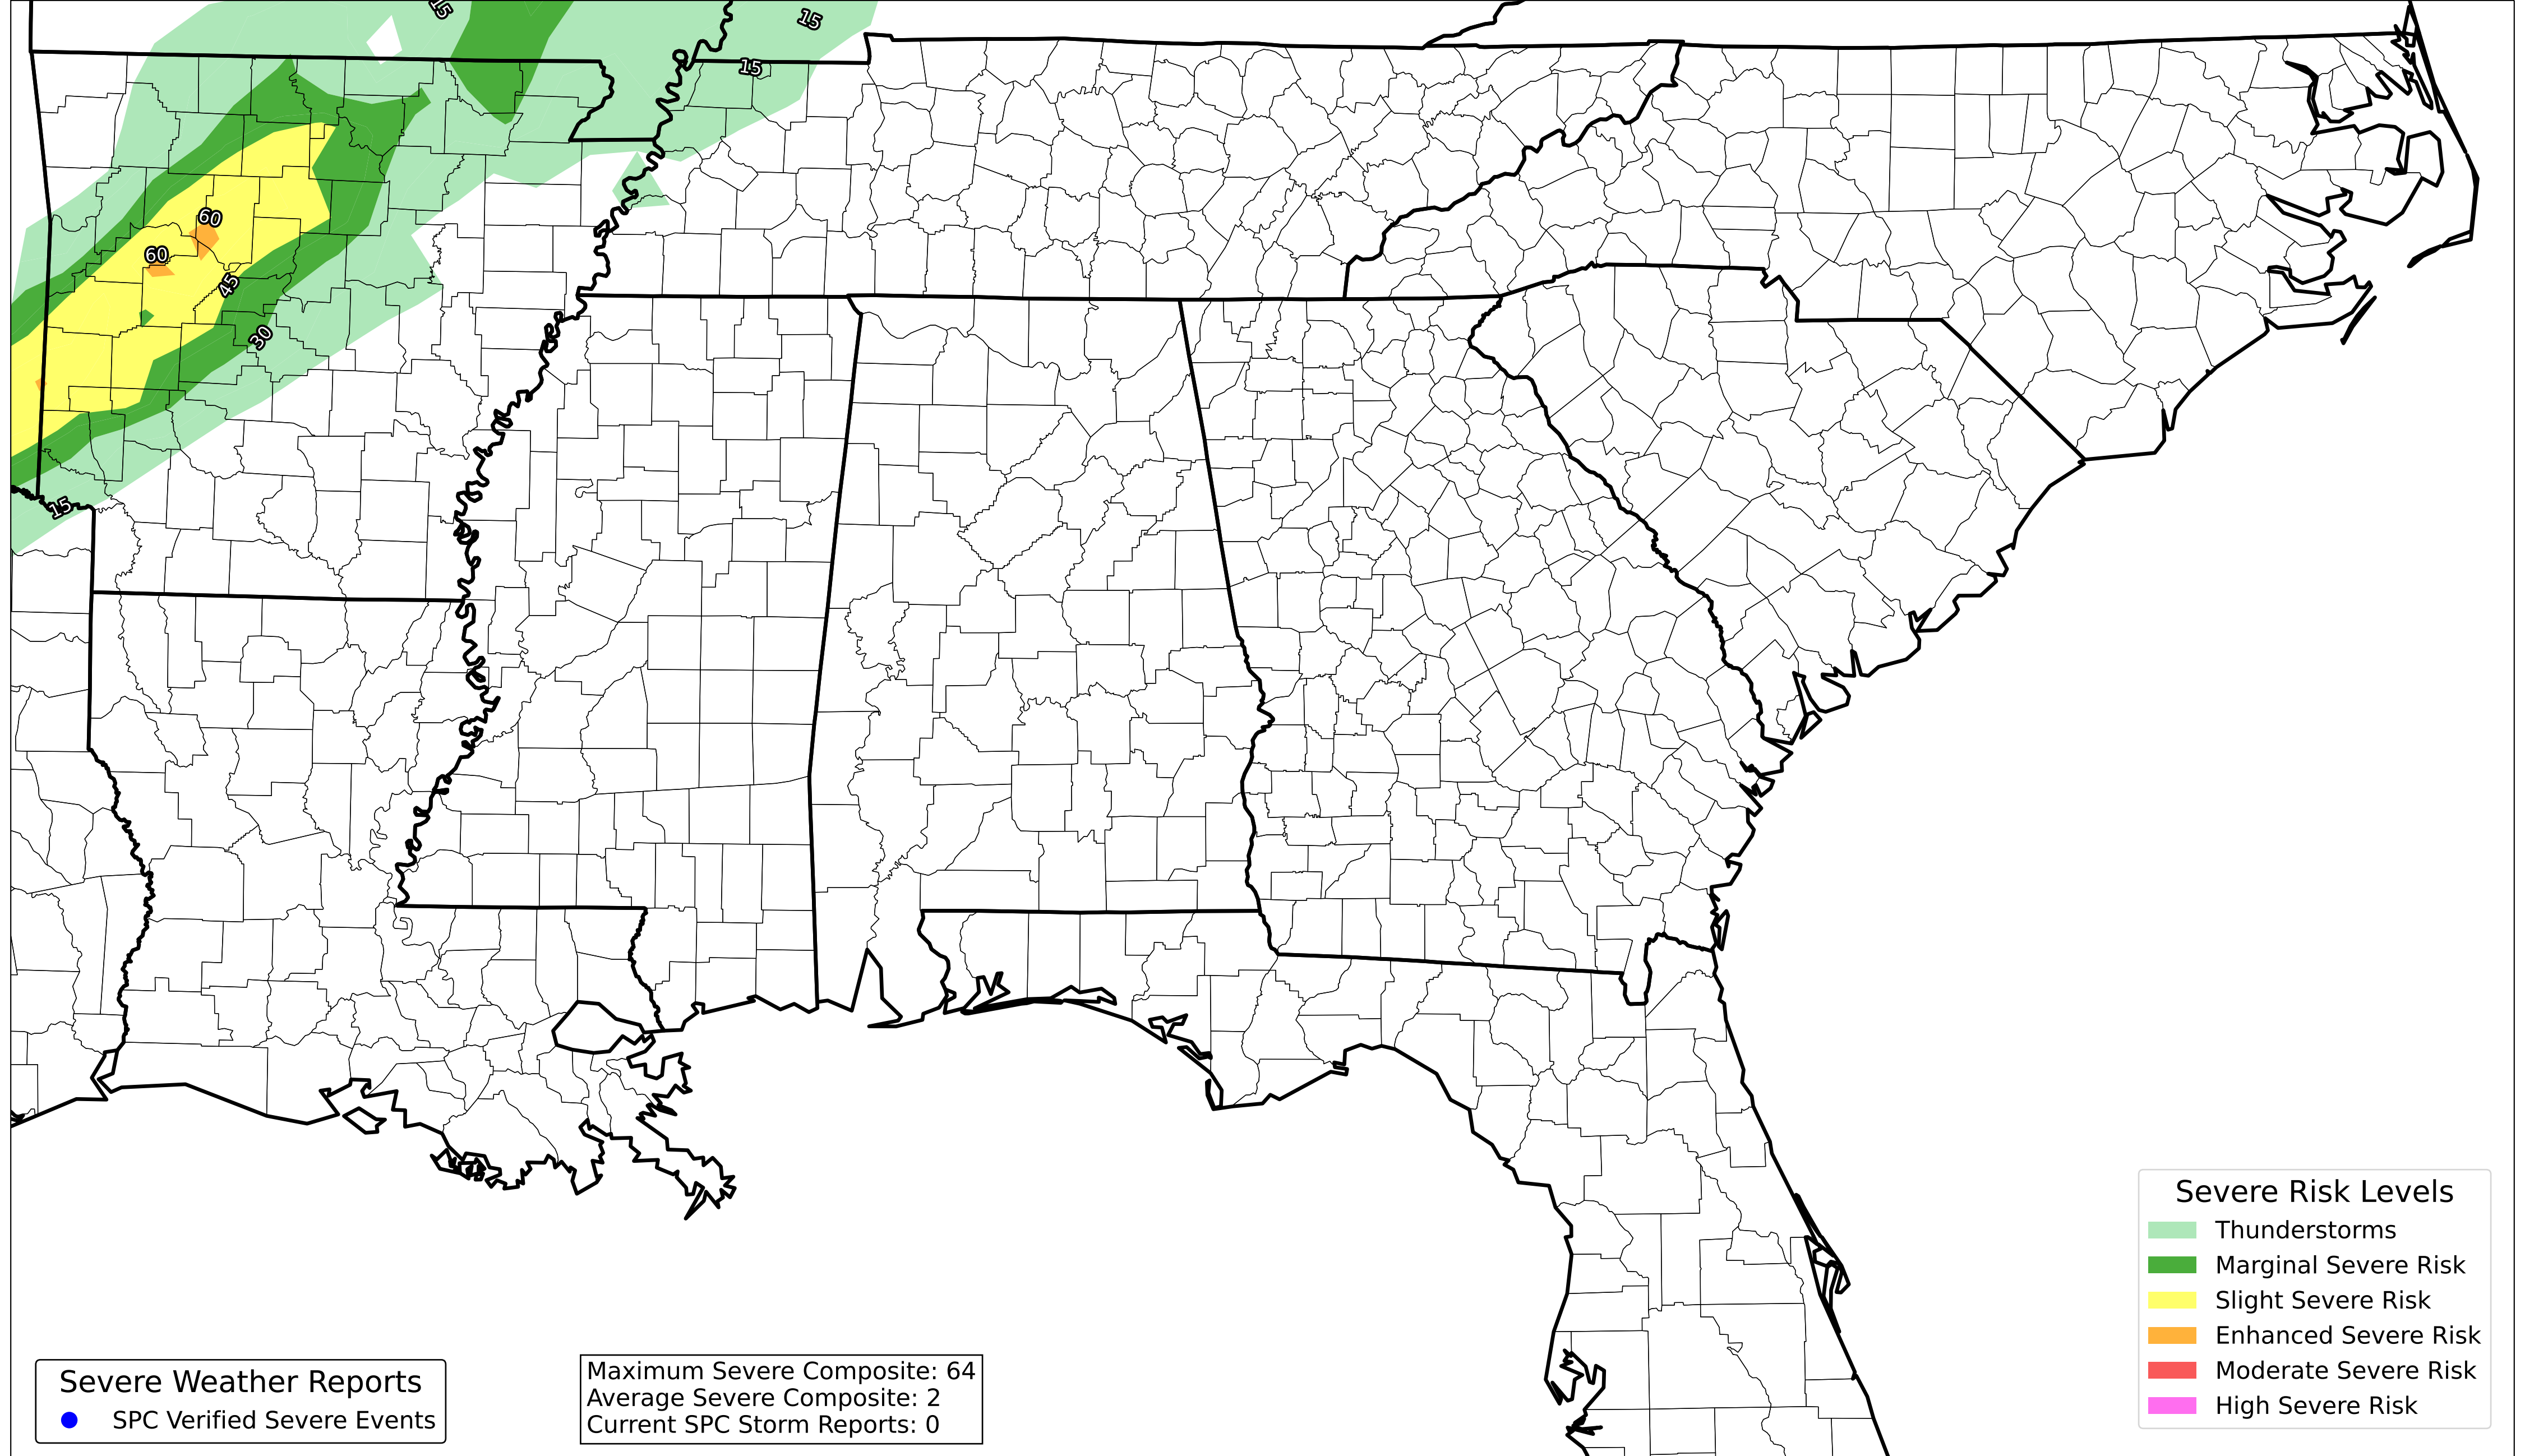 15
15
15
60
60
45
30
15
Severe Risk Levels
Thunderstorms
Marginal Severe Risk
Slight Severe Risk
Enhanced Severe Risk
Moderate Severe Risk
High Severe Risk
Severe Weather Reports
SPC Verified Severe Events
Maximum Severe Composite: 64
Average Severe Composite: 2
Current SPC Storm Reports: 0